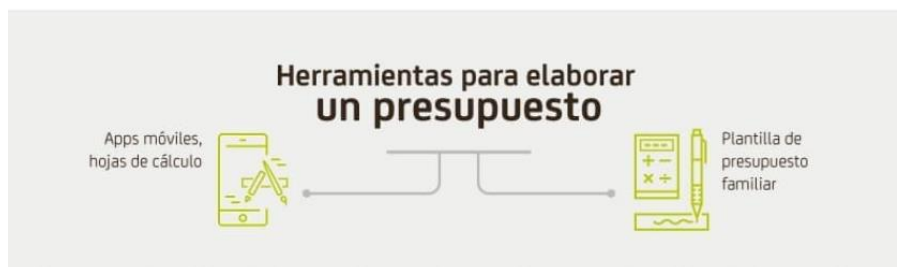 Herramientas para elaborar
un presupuesto
Apps móviles,
hojas de cálculo
Plantilla de
presupuesto
familiar